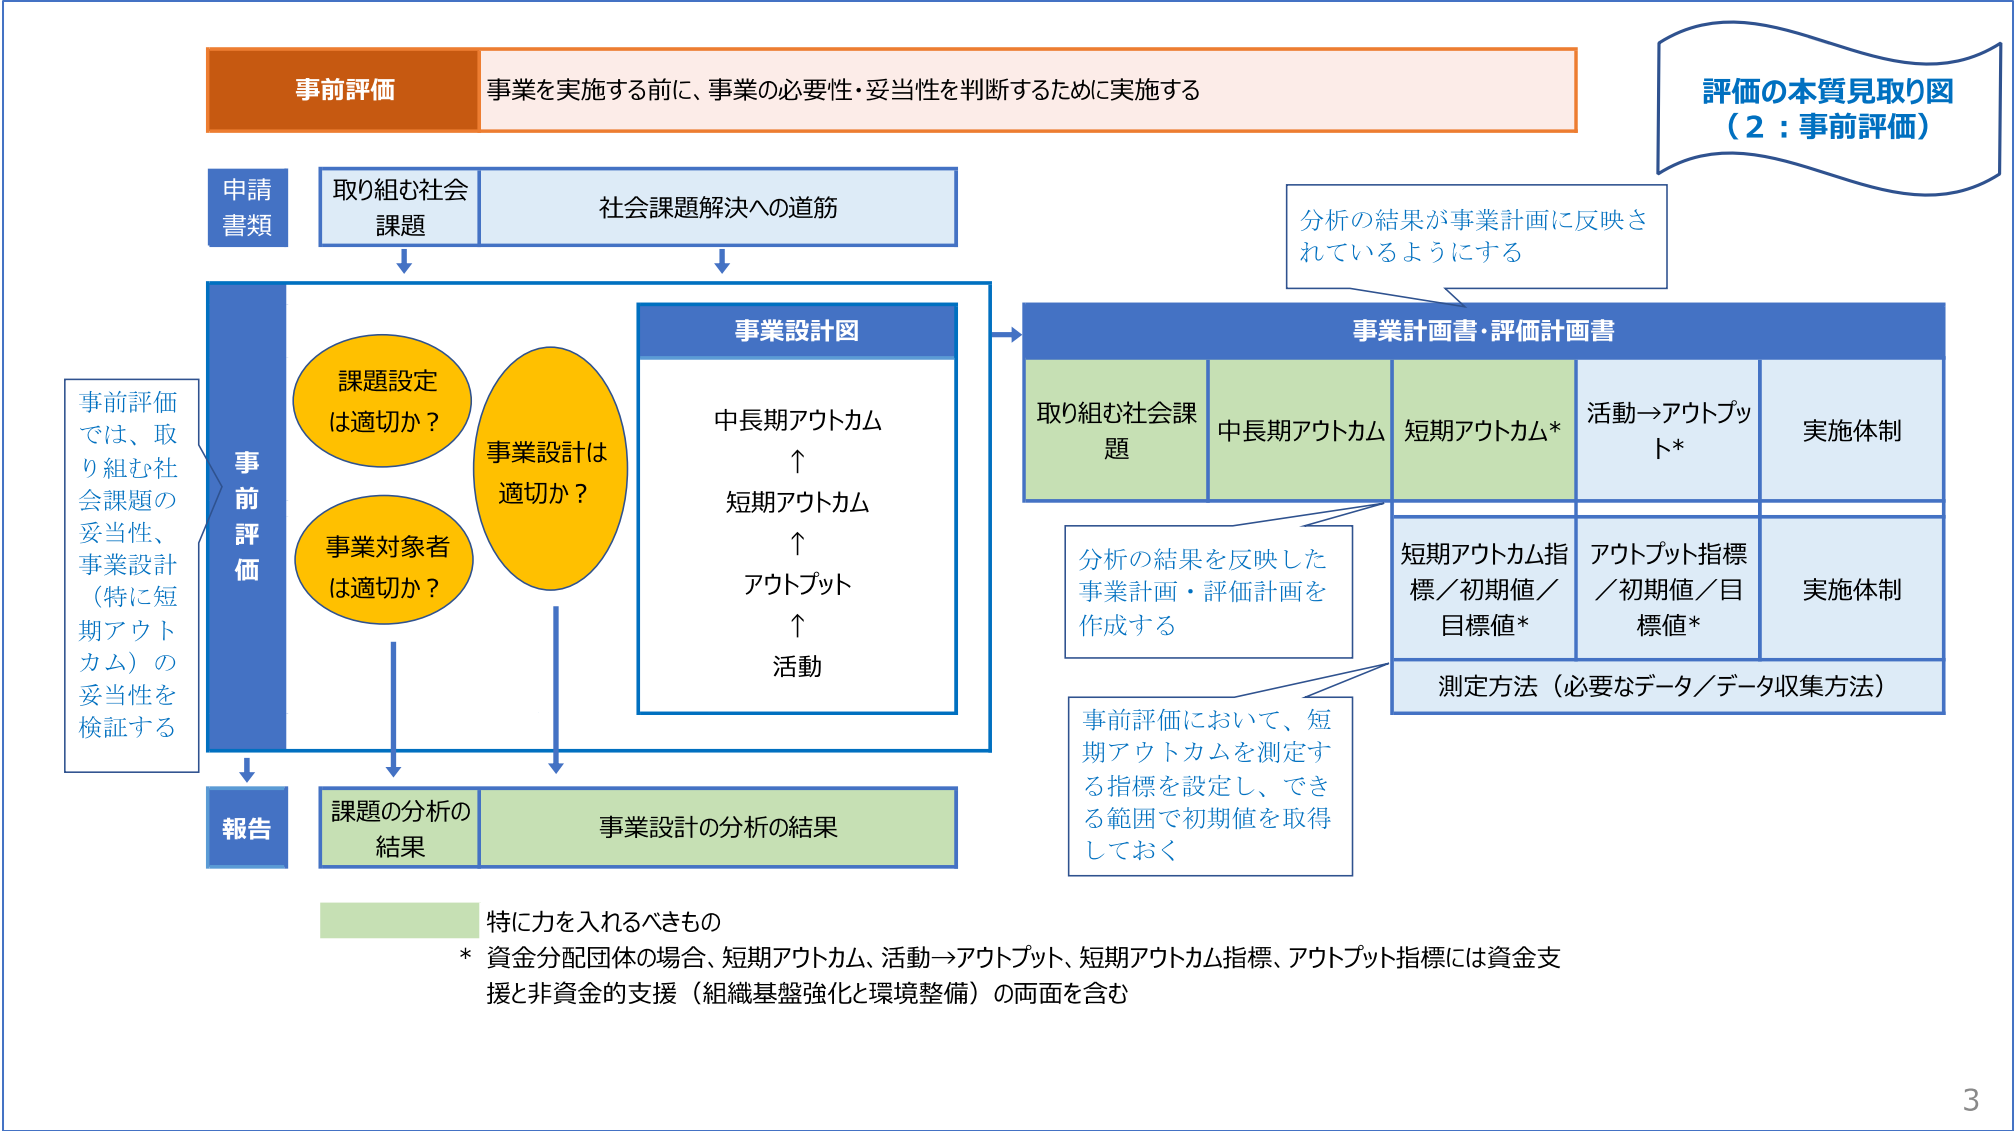 事前評価
事業を実施する前に、事業の必要性・妥当性を判断するために実施する
評価の本質見取り図
（２：事前評価）
申請
書類
取り組む社会
課題
社会課題解決への道筋
分析の結果が事業計画に反映さ
れているようにする
事前評価
では、取
り組む社
会課題の
妥当性、
事業設計
（特に短
期アウト
カム）の
妥当性を
検証する
事
前
評
価
課題設定
は適切か？
事業対象者
は適切か？
事業設計は
適切か？
事業設計図
中長期アウトカム
↑
短期アウトカム
↑
アウトプット
↑
活動
事業計画書・評価計画書
取り組む社会課
題
中長期アウトカム
短期アウトカム*
活動→アウトプッ
ト*
実施体制
分析の結果を反映した
事業計画・評価計画を
作成する
短期アウトカム指
標／初期値／
目標値*
アウトプット指標
／初期値／目
標値*
実施体制
測定方法（必要なデータ／データ収集方法）
事前評価において、短
期アウトカムを測定す
る指標を設定し、でき
る範囲で初期値を取得
しておく
報告
課題の分析の
結果
事業設計の分析の結果
特に力を入れるべきもの
* 資金分配団体の場合、短期アウトカム、活動→アウトプット、短期アウトカム指標、アウトプット指標には資金支
援と非資金的支援（組織基盤強化と環境整備）の両面を含む
3